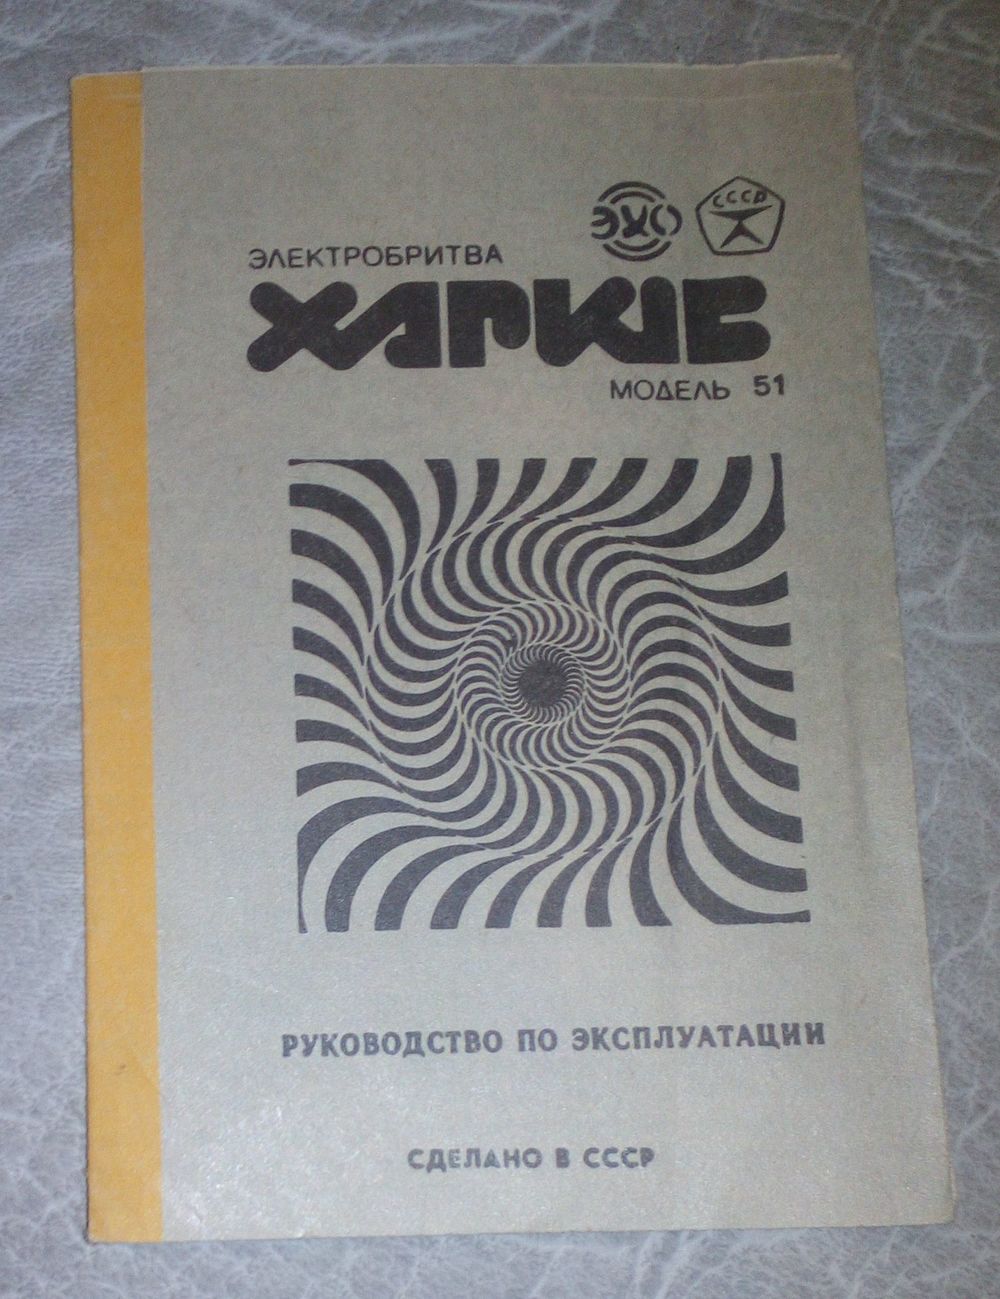 ЭХО
СССР
ЭЛЕКТРОБРИТВА
ХАРКІВ
МОДЕЛЬ 51
РУКОВОДСТВО ПО ЭКСПЛУАТАЦИИ
СДЕЛАНО В СССР